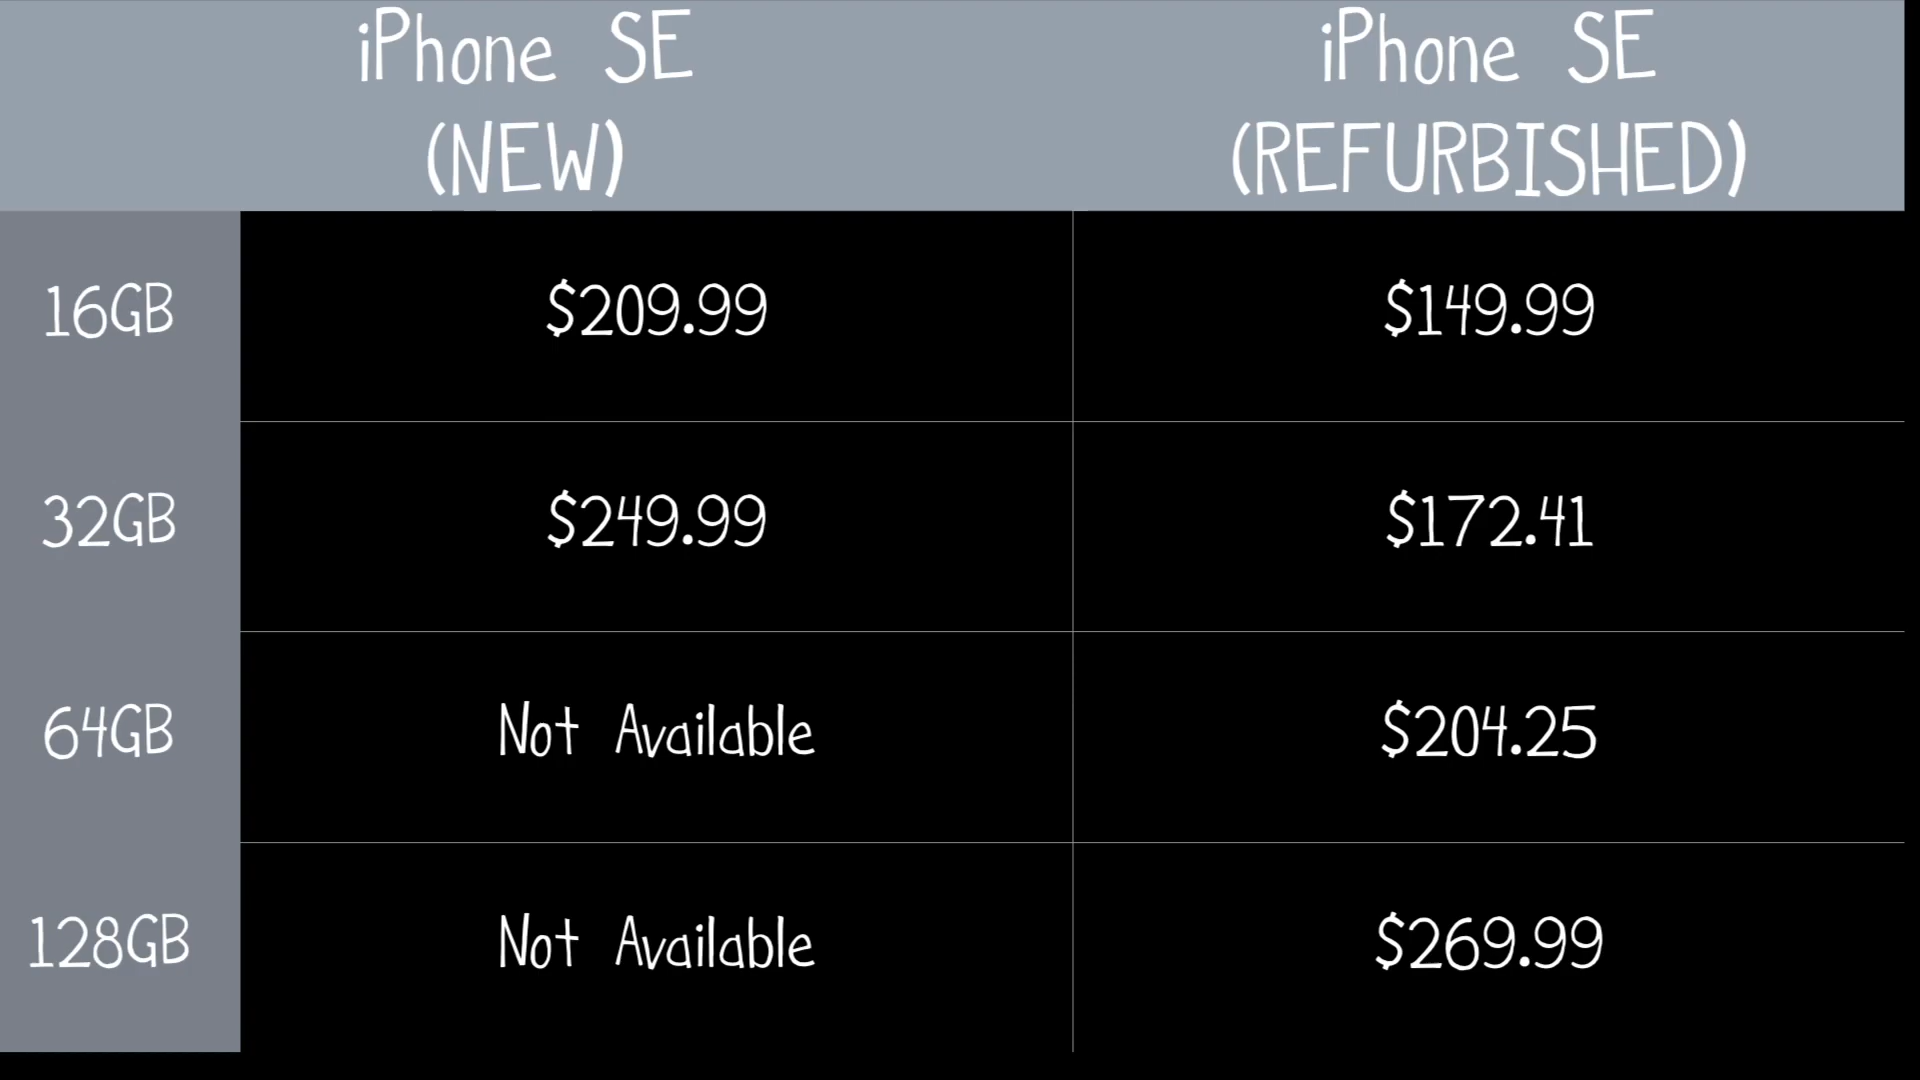 iPhone SE
(NEW)
iPhone SE
(REFURBISHED)
16GB
$209.99
$149.99
32GB
$249.99
$172.41
64GB
Not Available
$204.25
128GB
Not Available
$269.99